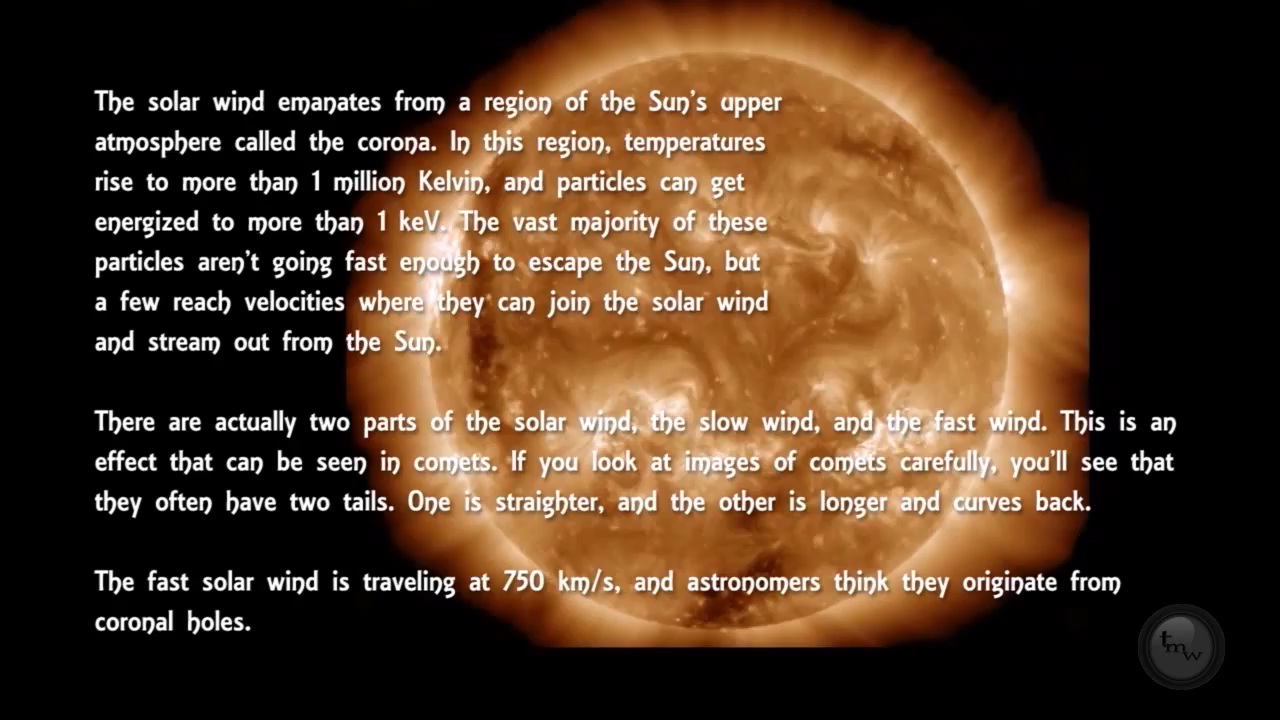 The solar wind emanates from a region of the Sun's upper
atmosphere called the corona. In this region, temperatures
rise to more than 1 million Kelvin, and particles can get
energized to more than 1 keV. The vast majority of these
particles aren't going fast enough to escape the Sun, but
a few reach velocities where they can join the solar wind
and stream out from the Sun.
There are actually two parts of the solar wind, the slow wind, and the fast wind. This is an
effect that can be seen in comets. If you look at images of comets carefully, you'll see that
they often have two tails. One is straighter, and the other is longer and curves back.
The fast solar wind is traveling at 750 km/s, and astronomers think they originate from
coronal holes.
tmw